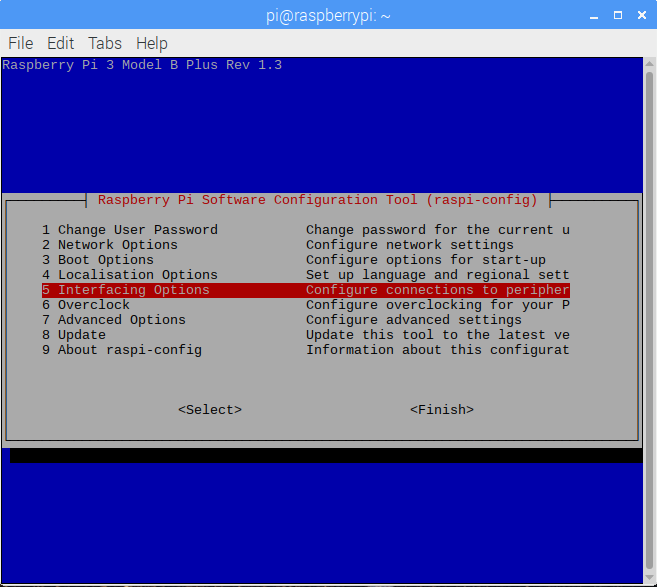 pi@raspberrypi: ~
File Edit Tabs Help
Raspberry Pi 3 Model B Plus Rev 1.3
Raspberry Pi Software Configuration Tool (raspi-config)
1 Change User Password Change password for the current u
2 Network Options Configure network settings
3 Boot Options Configure options for start-up
4 Localisation Options Set up language and regional sett
5 Interfacing Options Configure connections to peripher
6 Overclock Configure overclocking for your P
7 Advanced Options Configure advanced settings
8 Update Update this tool to the latest ve
9 About raspi-config Information about this configurat
<Select> <Finish>